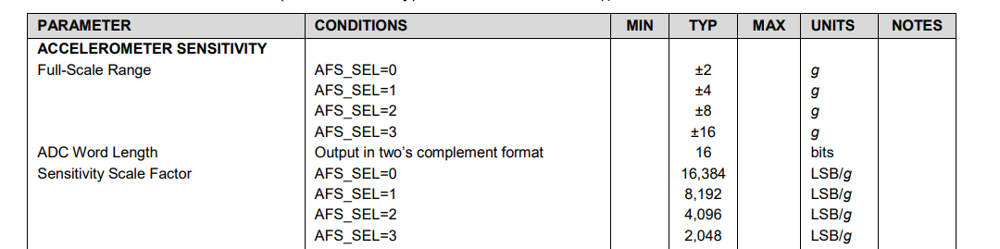 PARAMETER CONDITIONS MIN TYP MAX UNITS NOTES
ACCELEROMETER SENSITIVITY
Full-Scale Range AFS_SEL=0 ±2 g
AFS_SEL=1 ±4 g
AFS_SEL=2 ±8 g
AFS_SEL=3 ±16 g
ADC Word Length Output in two’s complement format 16 bits
Sensitivity Scale Factor AFS_SEL=0 16,384 LSB/g
AFS_SEL=1 8,192 LSB/g
AFS_SEL=2 4,096 LSB/g
AFS_SEL=3 2,048 LSB/g